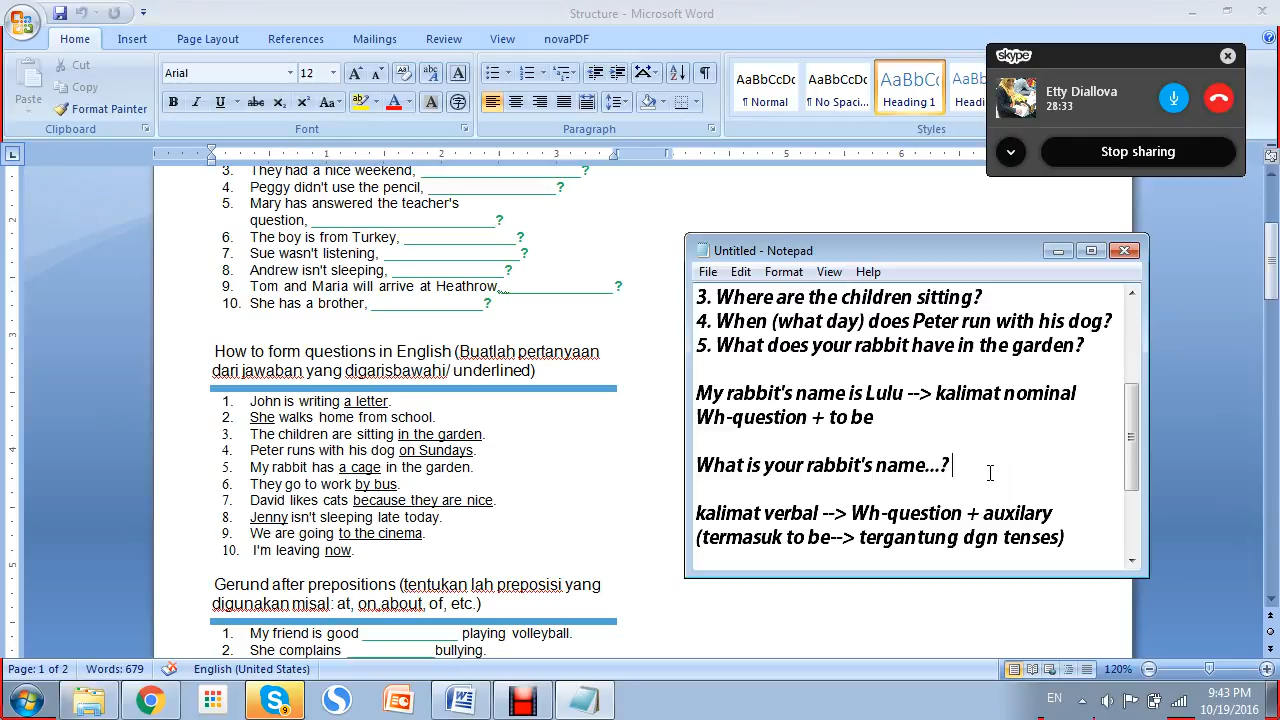 Structure - Microsoft Word
Home Insert Page Layout References Mailings Review View novaPDF
Paste
Cut
Copy
Format Painter
Arial 12
AaBbCcDc AaBbCcDc AaBbC
¶ Normal ¶ No Spaci... Heading 1
Clipboard Font Paragraph Styles
skype
Etty Diallova
28:33
Stop sharing
3. They had a nice weekend, ____________________?
4. Peggy didn't use the pencil, ________________?
5. Mary has answered the teacher's
question, _______________________?
6. The boy is from Turkey, ______________?
7. Sue wasn't listening, _________________?
8. Andrew isn't sleeping, ______________?
9. Tom and Maria will arrive at Heathrow, ______________?
10. She has a brother, ______________?
How to form questions in English (Buatlah pertanyaan
dari jawaban yang digarisbawahi/ underlined)
1. John is writing a letter.
2. She walks home from school.
3. The children are sitting in the garden.
4. Peter runs with his dog on Sundays.
5. My rabbit has a cage in the garden.
6. They go to work by bus.
7. David likes cats because they are nice.
8. Jenny isn't sleeping late today.
9. We are going to the cinema.
10. I'm leaving now.
Gerund after prepositions (tentukan lah preposisi yang
digunakan misal: at, on,about, of, etc.)
1. My friend is good ____________ playing volleyball.
2. She complains ____________ bullying.
Untitled - Notepad
File Edit Format View Help
3. Where are the children sitting?
4. When (what day) does Peter run with his dog?
5. What does your rabbit have in the garden?
My rabbit's name is Lulu --> kalimat nominal
Wh-question + to be
What is your rabbit's name...?
kalimat verbal --> Wh-question + auxilary
(termasuk to be--> tergantung dgn tenses)
Page: 1 of 2 Words: 679 English (United States) 120%
EN 9:43 PM
10/19/2016